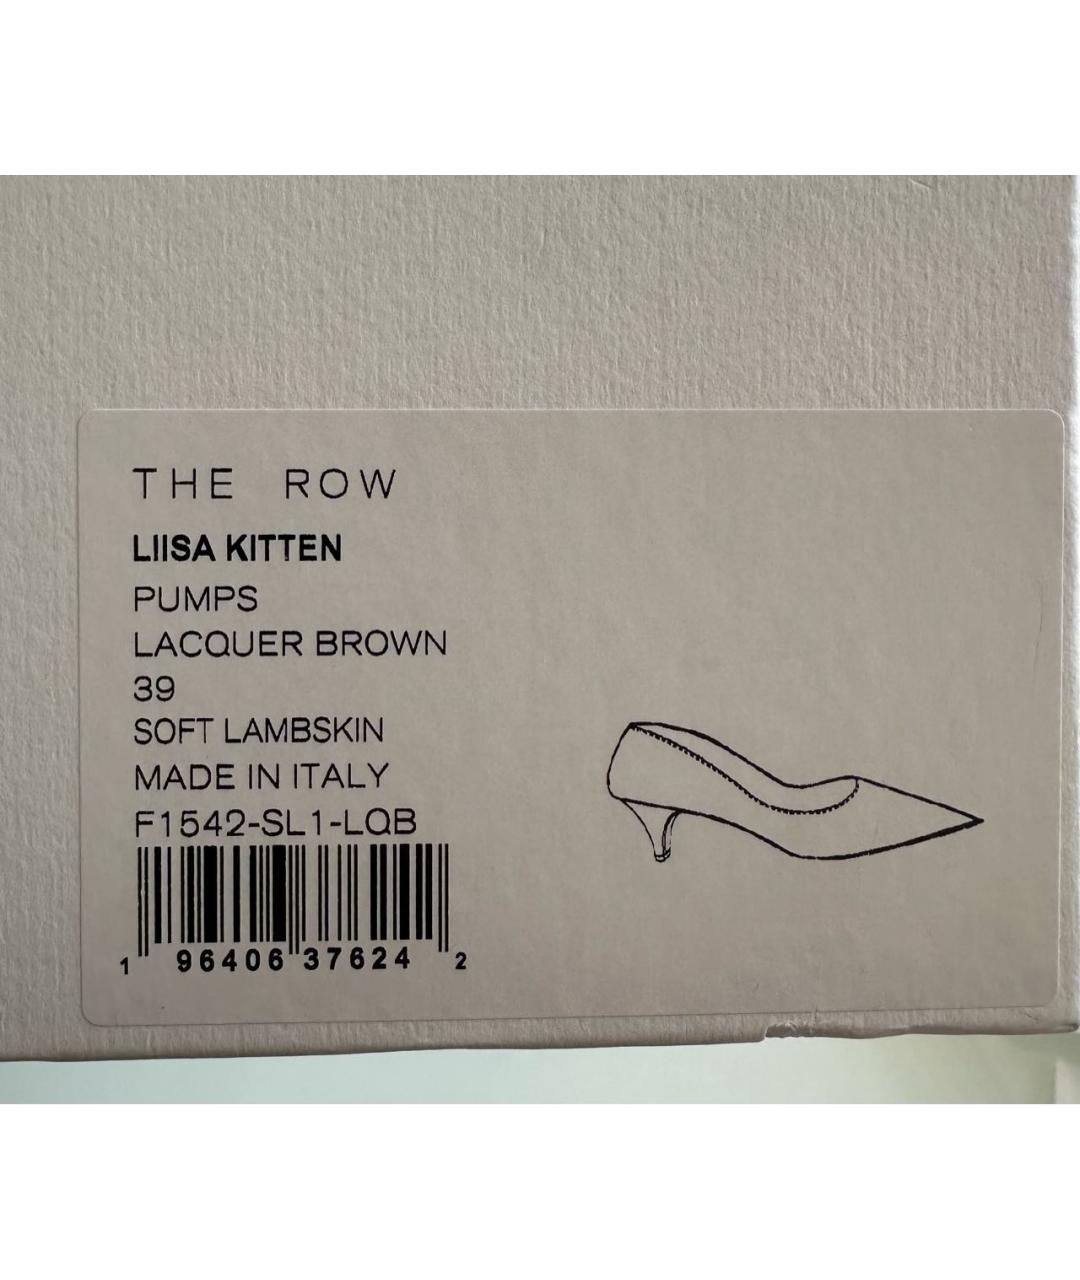 THE ROW
LIISA KITTEN
PUMPS
LACQUER BROWN
39
SOFT LAMBSKIN
MADE IN ITALY
F1542-SL1-LQB
1 96406 37624 2